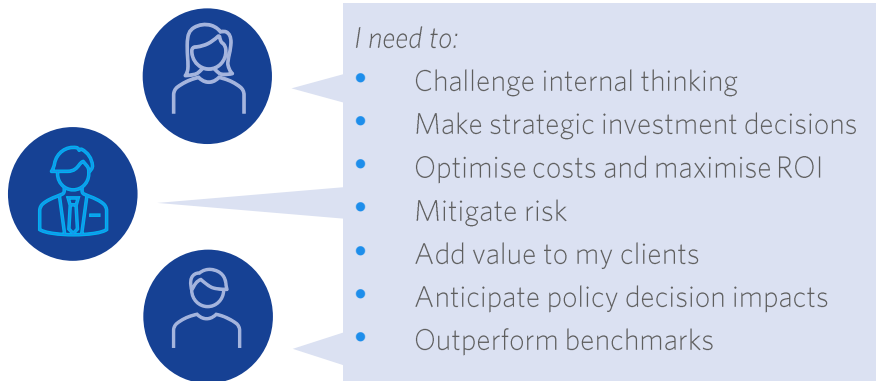 I need to:
• Challenge internal thinking
• Make strategic investment decisions
• Optimise costs and maximise ROI
• Mitigate risk
• Add value to my clients
• Anticipate policy decision impacts
• Outperform benchmarks